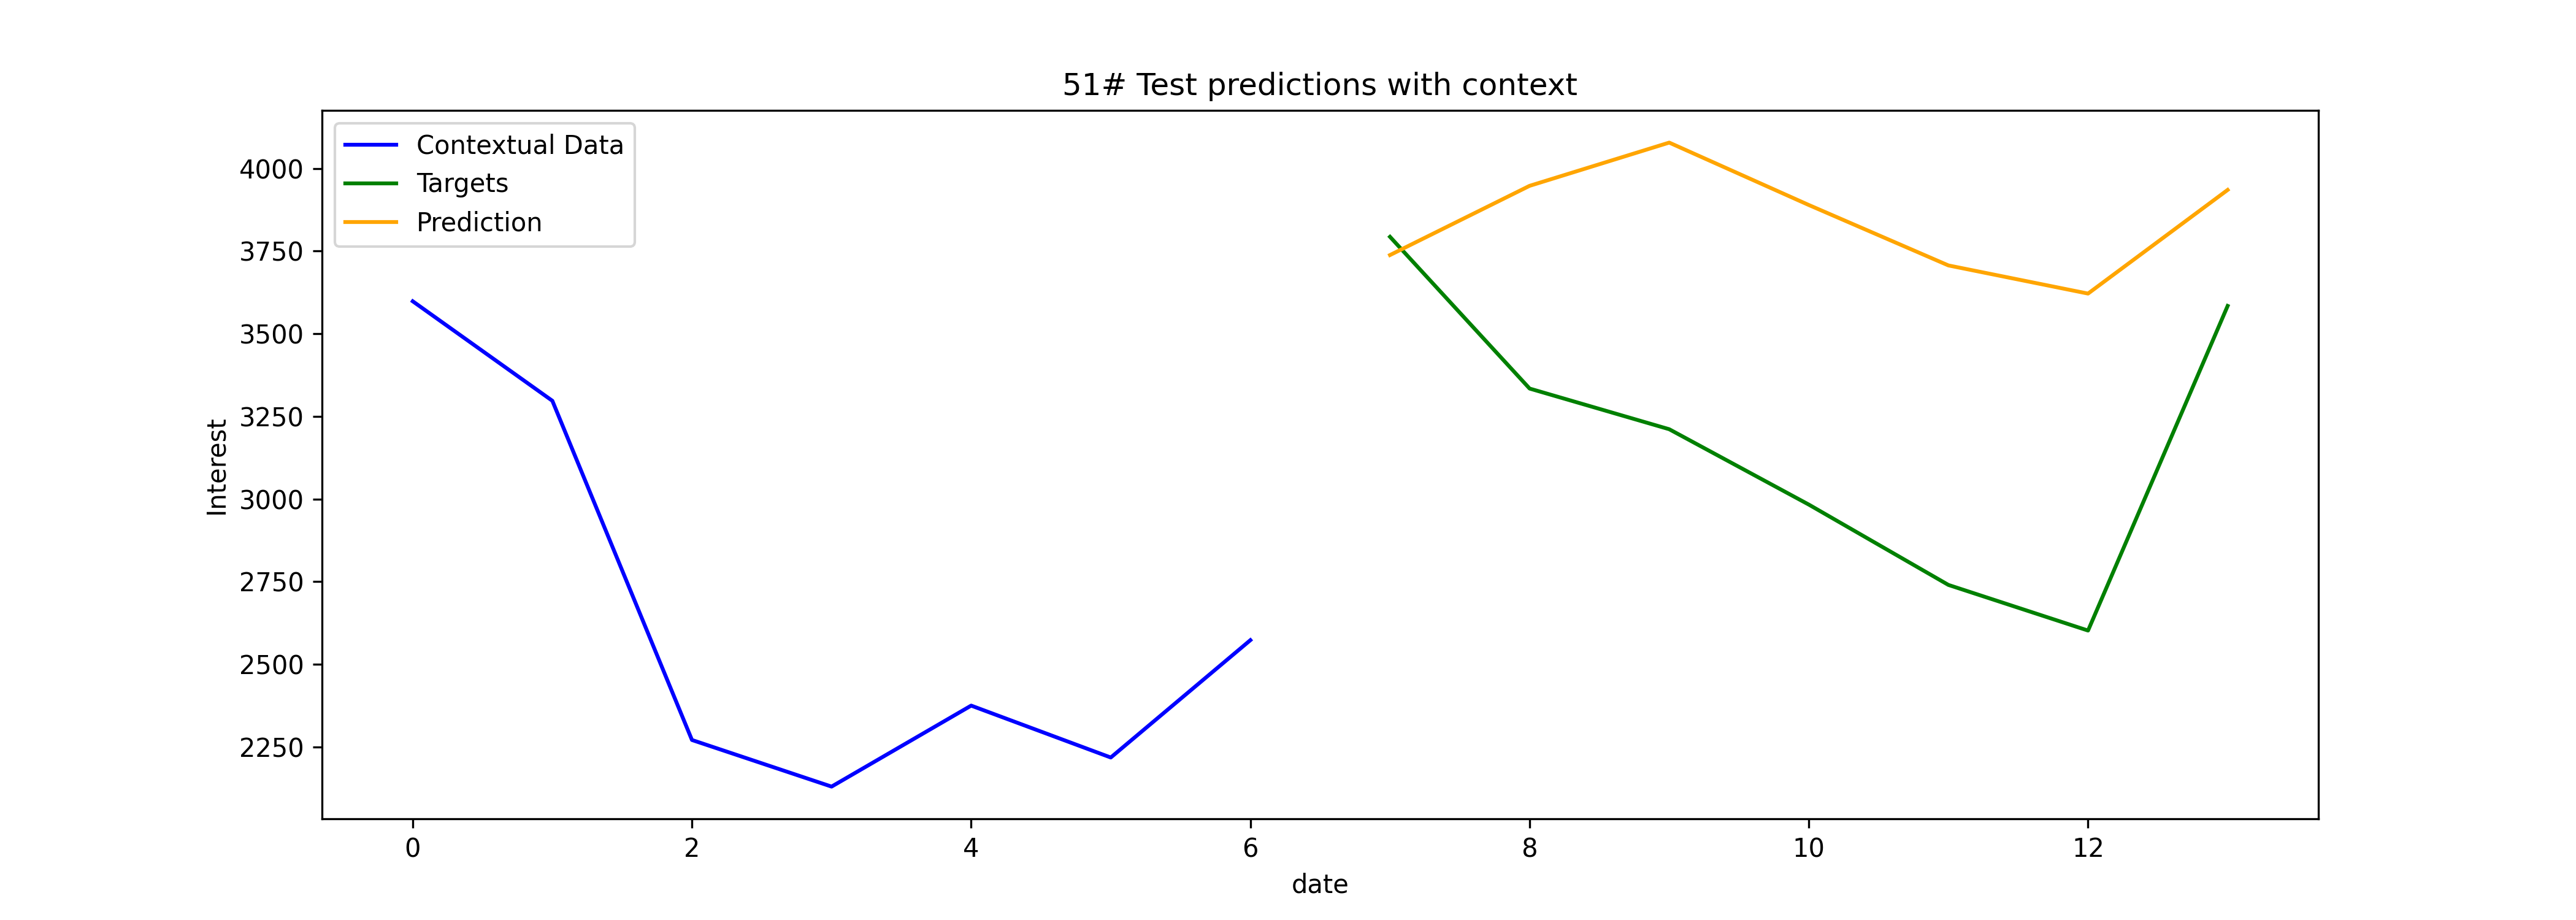 51# Test predictions with context
Contextual Data
Targets
Prediction
4000
3750
3500
3250
3000
2750
2500
2250
Interest
0 2 4 6 8 10 12
date